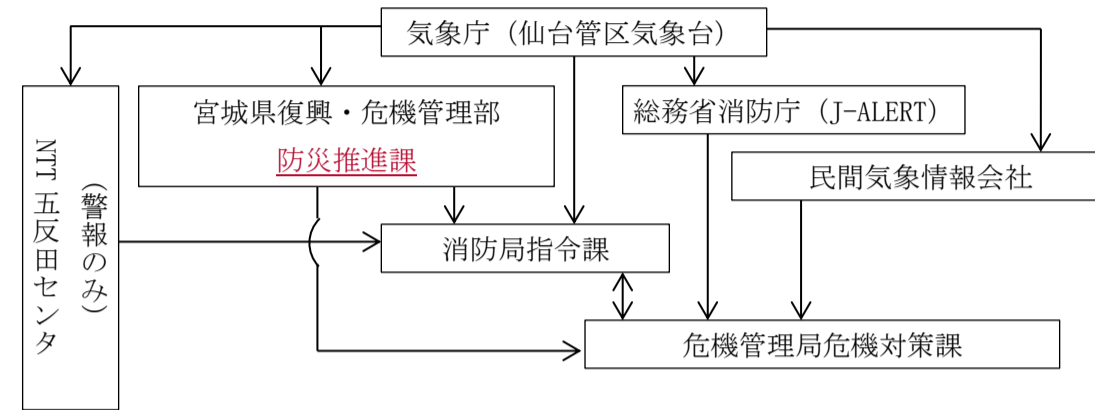 気象庁（仙台管区気象台）
宮城県復興・危機管理部
防災推進課
総務省消防庁（J-ALERT）
民間気象情報会社
（警報のみ）
NTT 五反田センタ
消防局指令課
危機管理局危機対策課